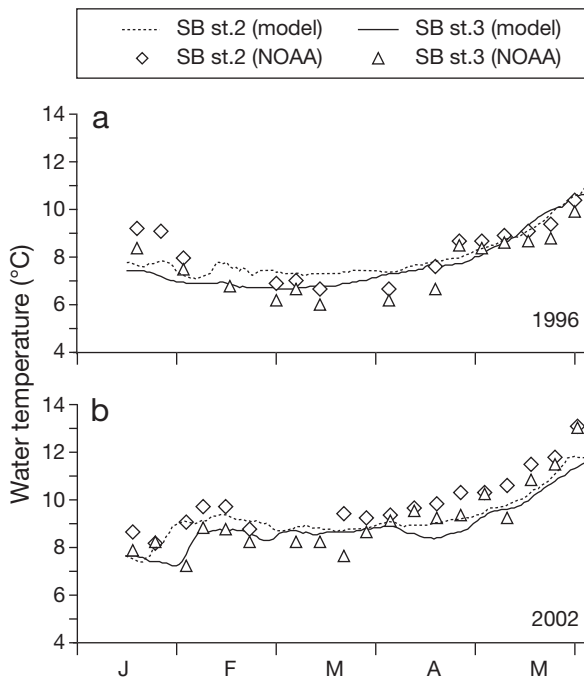 SB st.2 (model) SB st.3 (model)
SB st.2 (NOAA) SB st.3 (NOAA)
Water temperature (°C)
14
a
12
10
8
6
1996
4
14
b
12
10
8
6
2002
4
J F M A M